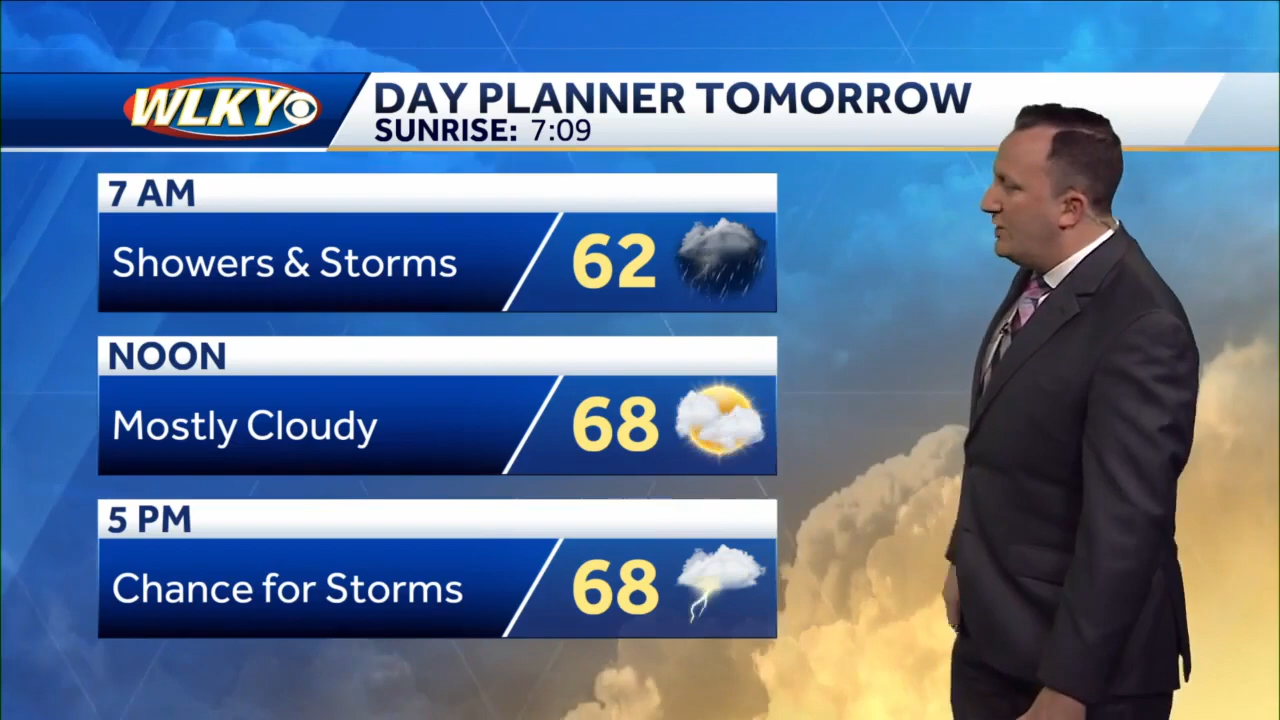 WLKY
DAY PLANNER TOMORROW
SUNRISE: 7:09
7 AM
Showers & Storms 62
NOON
Mostly Cloudy 68
5 PM
Chance for Storms 68